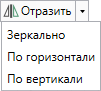 Отразить
Зеркально
По горизонтали
По вертикали